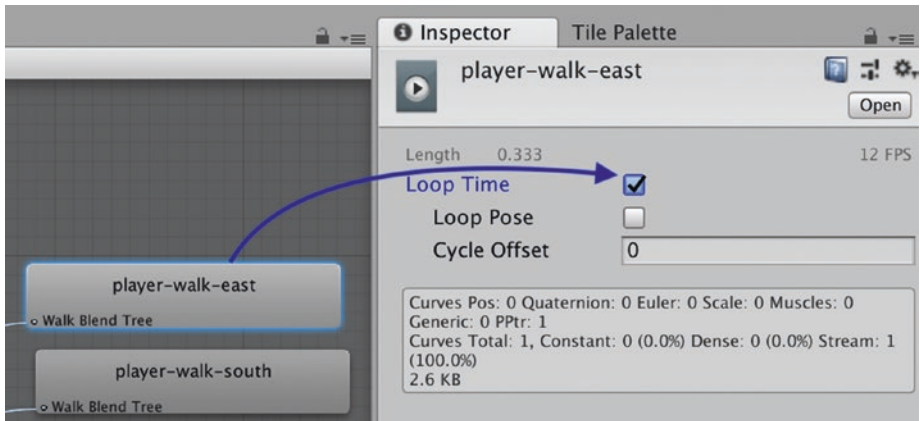 Inspector
Tile Palette
player-walk-east
Open
Length 0.333
12 FPS
Loop Time
Loop Pose
Cycle Offset
0
Curves Pos: 0 Quaternion: 0 Euler: 0 Scale: 0 Muscles: 0
Generic: 0 PPtr: 1
Curves Total: 1, Constant: 0 (0.0%) Dense: 0 (0.0%) Stream: 1
(100.0%)
2.6 KB
player-walk-east
Walk Blend Tree
player-walk-south
Walk Blend Tree